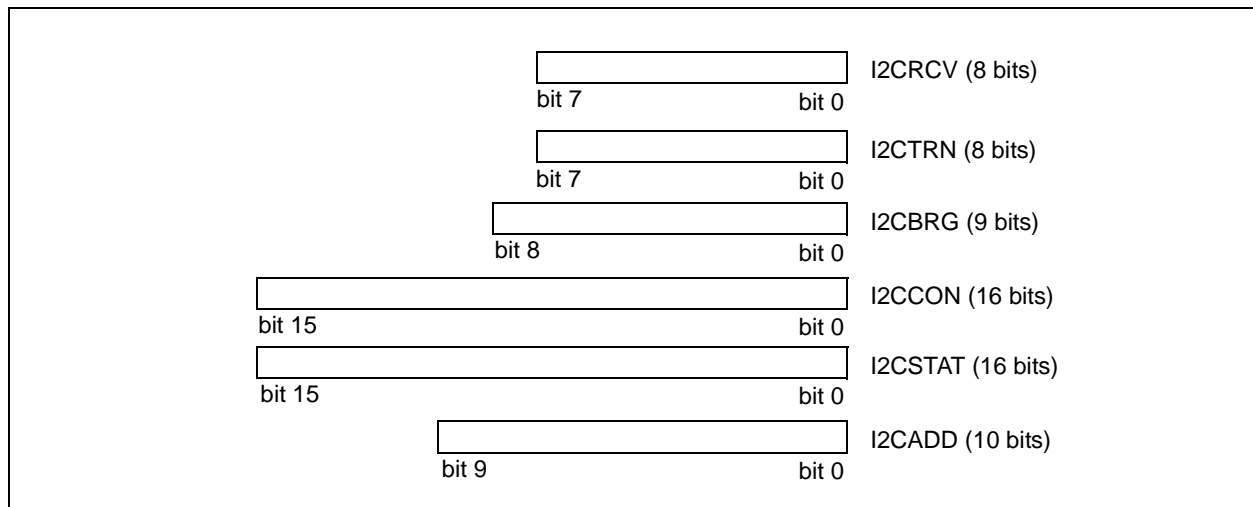 I2CRCV (8 bits)
bit 7 bit 0
I2CTRN (8 bits)
bit 7 bit 0
I2CBRG (9 bits)
bit 8 bit 0
I2CCON (16 bits)
bit 15 bit 0
I2CSTAT (16 bits)
bit 15 bit 0
I2CADD (10 bits)
bit 9 bit 0